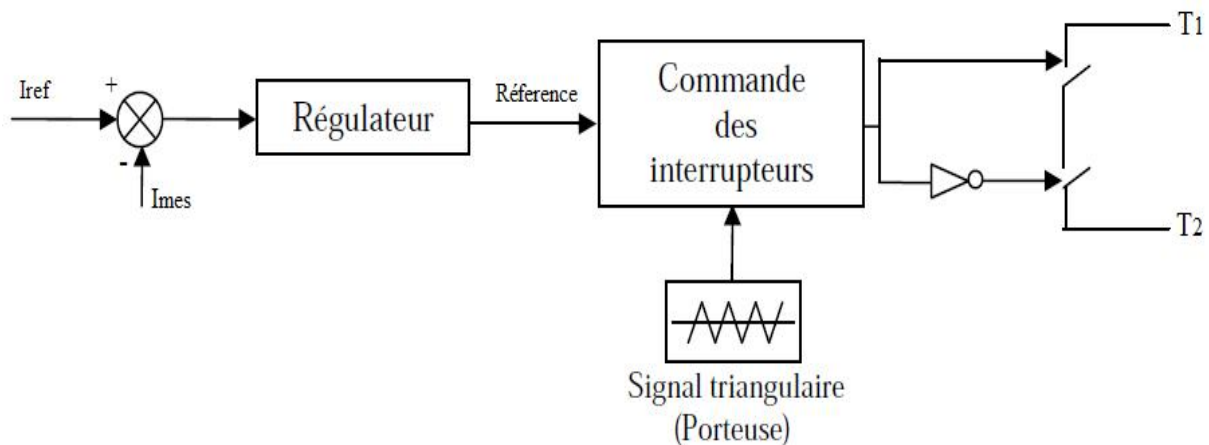 Iref
+
-
Imes
Régulateur
Réference
Commande
des
interrupteurs
T1
T2
Signal triangulaire
(Porteuse)